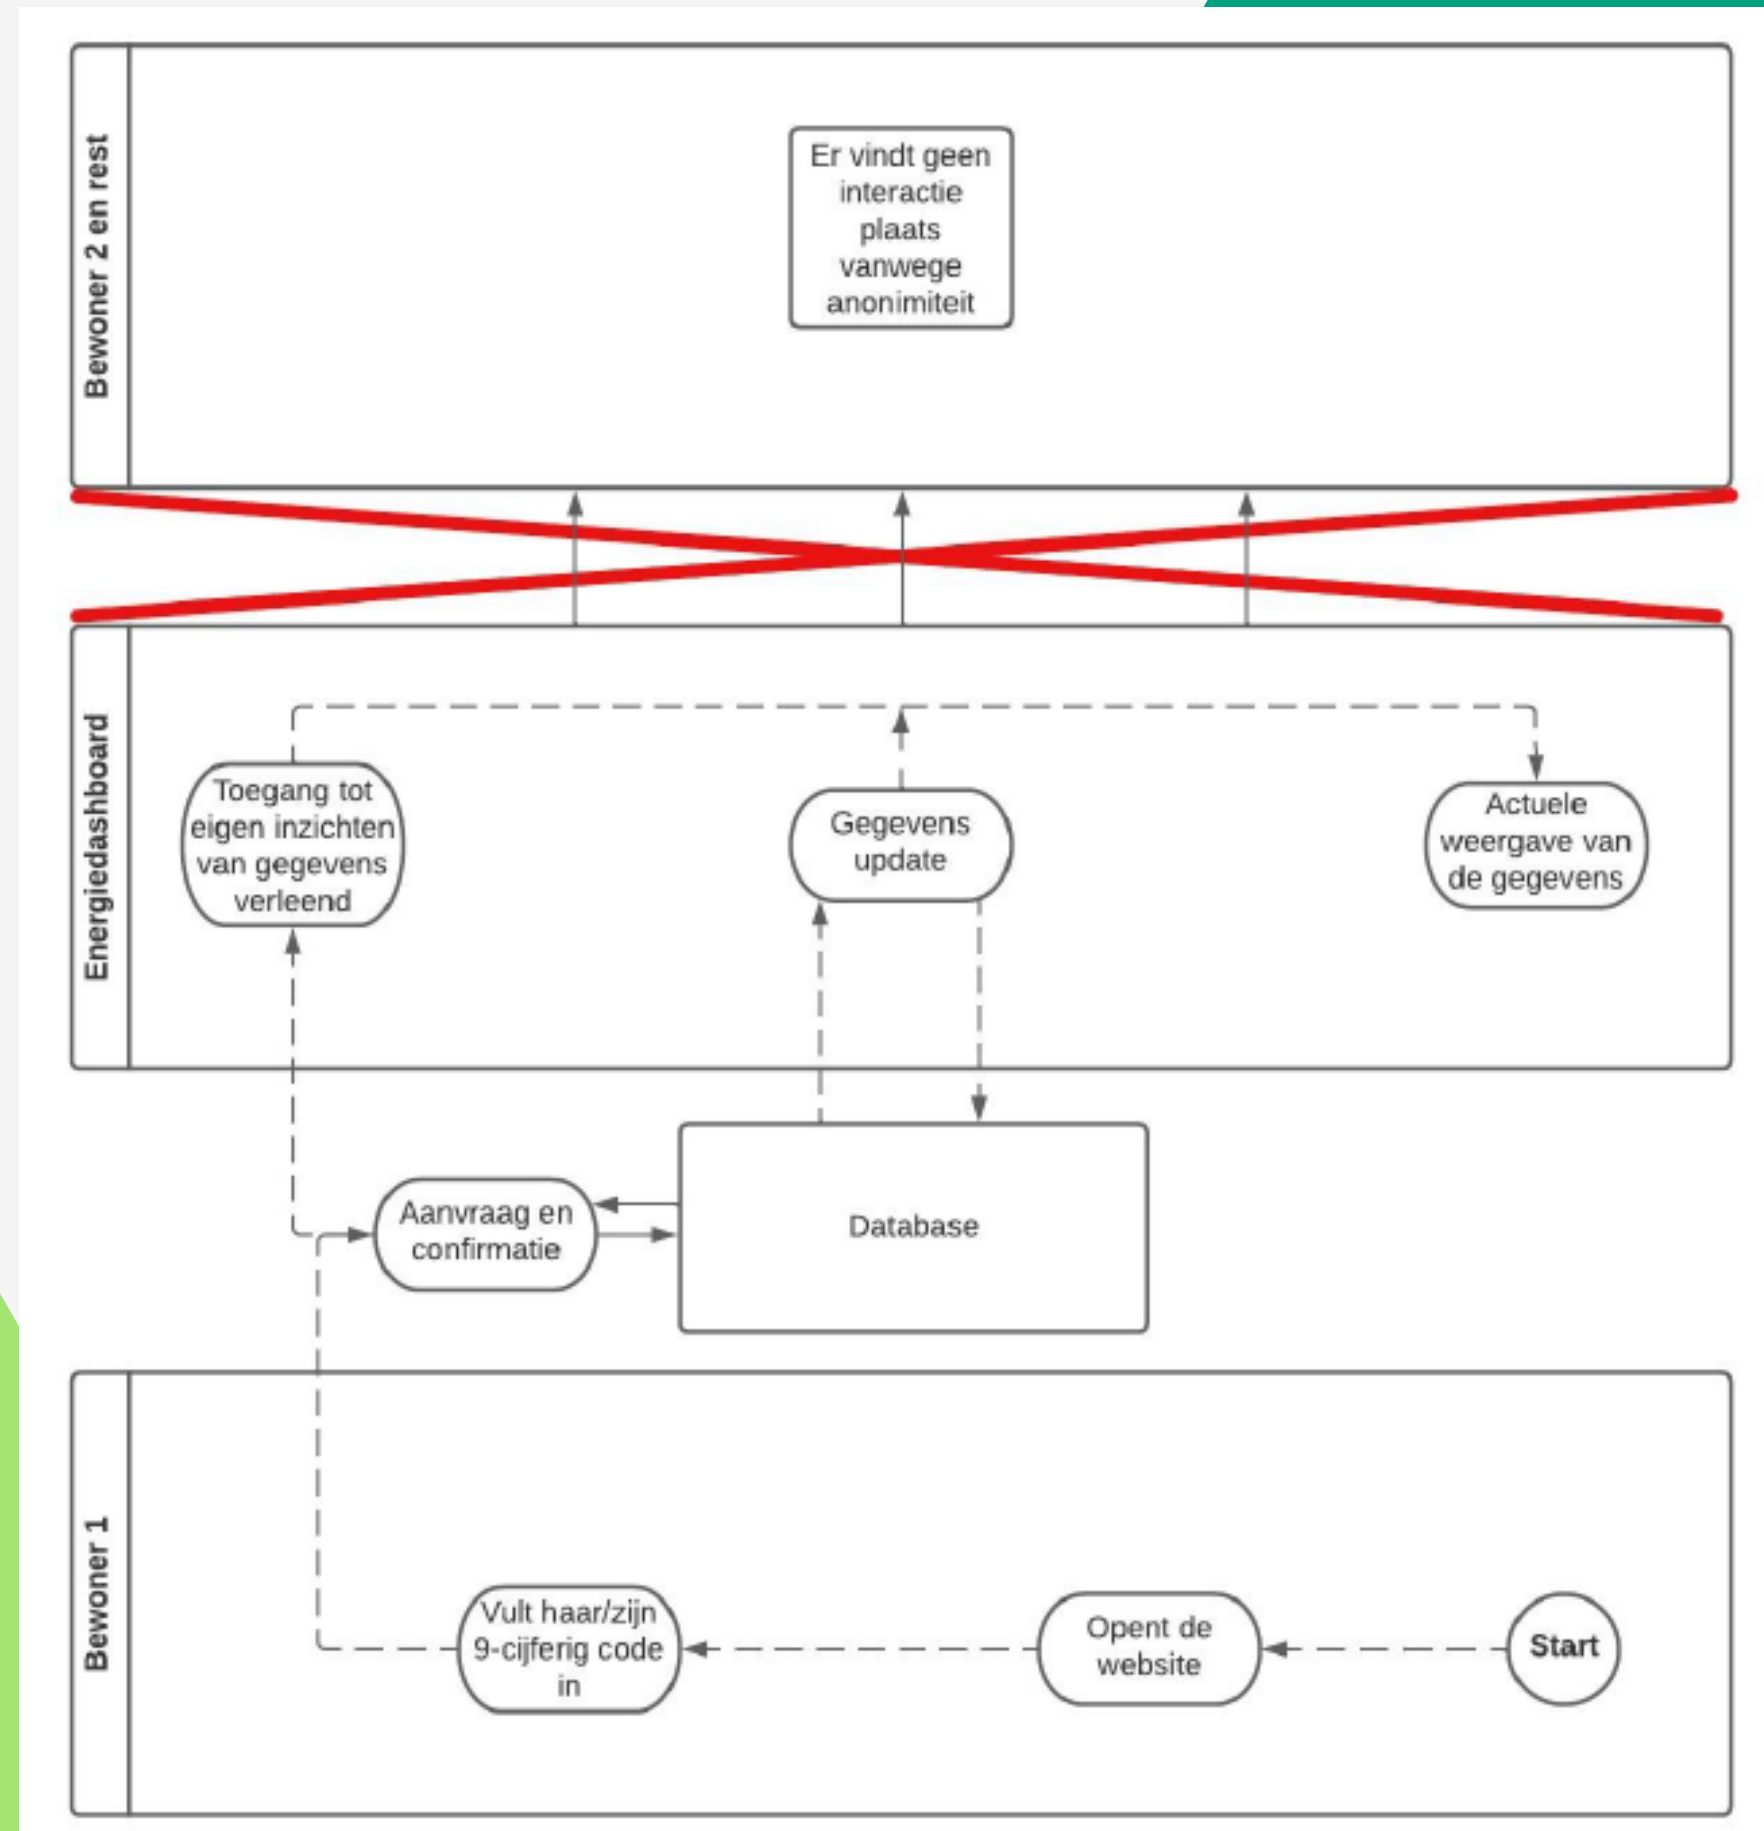 Bewoner 2 en rest
Er vindt geen
interactie
plaats
vanwege
anonimiteit
Energiedashboard
Toegang tot
eigen inzichten
van gegevens
verleend
Gegevens
update
Actuele
weergave van
de gegevens
Aanvraag en
confirmatie
Database
Bewoner 1
Vult haar/zijn
9-cijferig code
in
Opent de
website
Start